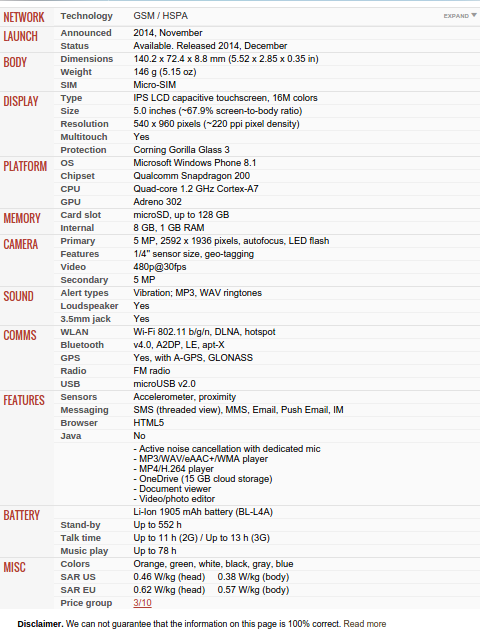 NETWORK Technology GSM / HSPA EXPAND ▼
LAUNCH Announced 2014, November
Status Available. Released 2014, December
BODY Dimensions 140.2 x 72.4 x 8.8 mm (5.52 x 2.85 x 0.35 in)
Weight 146 g (5.15 oz)
SIM Micro-SIM
DISPLAY Type IPS LCD capacitive touchscreen, 16M colors
Size 5.0 inches (~67.9% screen-to-body ratio)
Resolution 540 x 960 pixels (~220 ppi pixel density)
Multitouch Yes
Protection Corning Gorilla Glass 3
PLATFORM OS Microsoft Windows Phone 8.1
Chipset Qualcomm Snapdragon 200
CPU Quad-core 1.2 GHz Cortex-A7
GPU Adreno 302
MEMORY Card slot microSD, up to 128 GB
Internal 8 GB, 1 GB RAM
CAMERA Primary 5 MP, 2592 x 1936 pixels, autofocus, LED flash
Features 1/4" sensor size, geo-tagging
Video 480p@30fps
Secondary 5 MP
SOUND Alert types Vibration; MP3, WAV ringtones
Loudspeaker Yes
3.5mm jack Yes
COMMS WLAN Wi-Fi 802.11 b/g/n, DLNA, hotspot
Bluetooth v4.0, A2DP, LE, apt-X
GPS Yes, with A-GPS, GLONASS
Radio FM radio
USB microUSB v2.0
FEATURES Sensors Accelerometer, proximity
Messaging SMS (threaded view), MMS, Email, Push Email, IM
Browser HTML5
Java No
- Active noise cancellation with dedicated mic
- MP3/WAV/eAAC+/WMA player
- MP4/H.264 player
- OneDrive (15 GB cloud storage)
- Document viewer
- Video/photo editor
BATTERY Li-Ion 1905 mAh battery (BL-L4A)
Stand-by Up to 552 h
Talk time Up to 11 h (2G) / Up to 13 h (3G)
Music play Up to 78 h
MISC Colors Orange, green, white, black, gray, blue
SAR US 0.46 W/kg (head) 0.38 W/kg (body)
SAR EU 0.62 W/kg (head) 0.57 W/kg (body)
Price group 3/10
Disclaimer. We can not guarantee that the information on this page is 100% correct. Read more